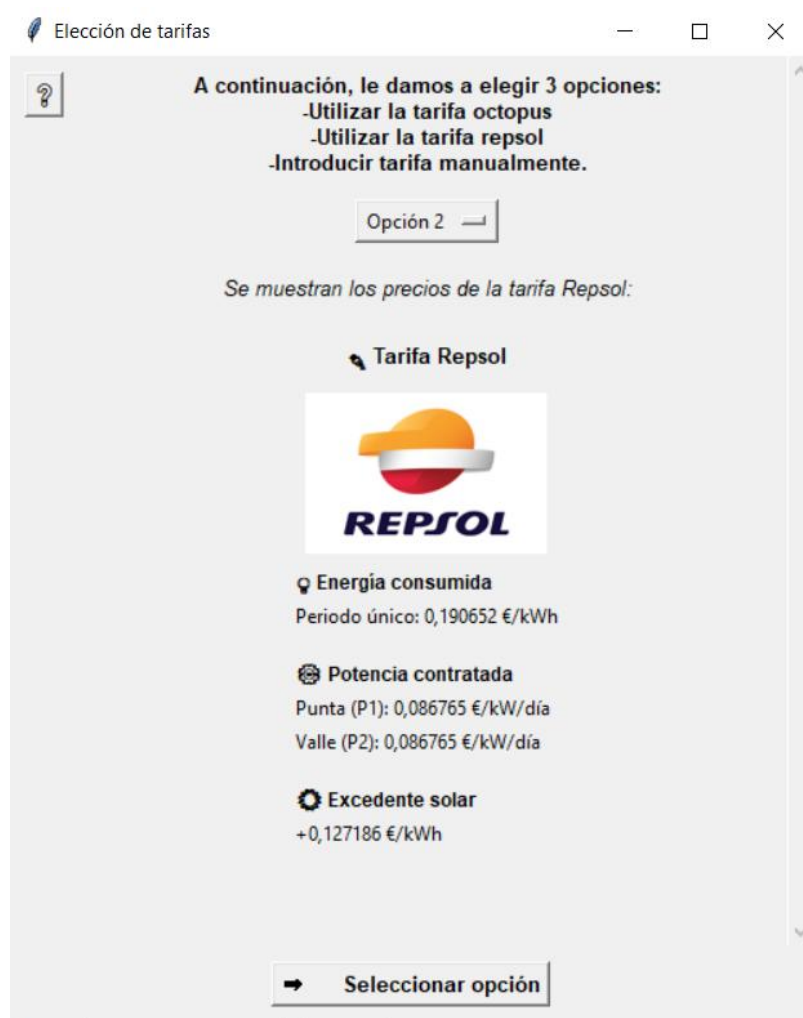 Elección de tarifas
?
A continuación, le damos a elegir 3 opciones:
-Utilizar la tarifa octopus
-Utilizar la tarifa repsol
-Introducir tarifa manualmente.
Opción 2
Se muestran los precios de la tarifa Repsol:
Tarifa Repsol
REPSOL
Energía consumida
Periodo único: 0,190652 €/kWh
Potencia contratada
Punta (P1): 0,086765 €/kW/día
Valle (P2): 0,086765 €/kW/día
Excedente solar
+0,127186 €/kWh
Seleccionar opción